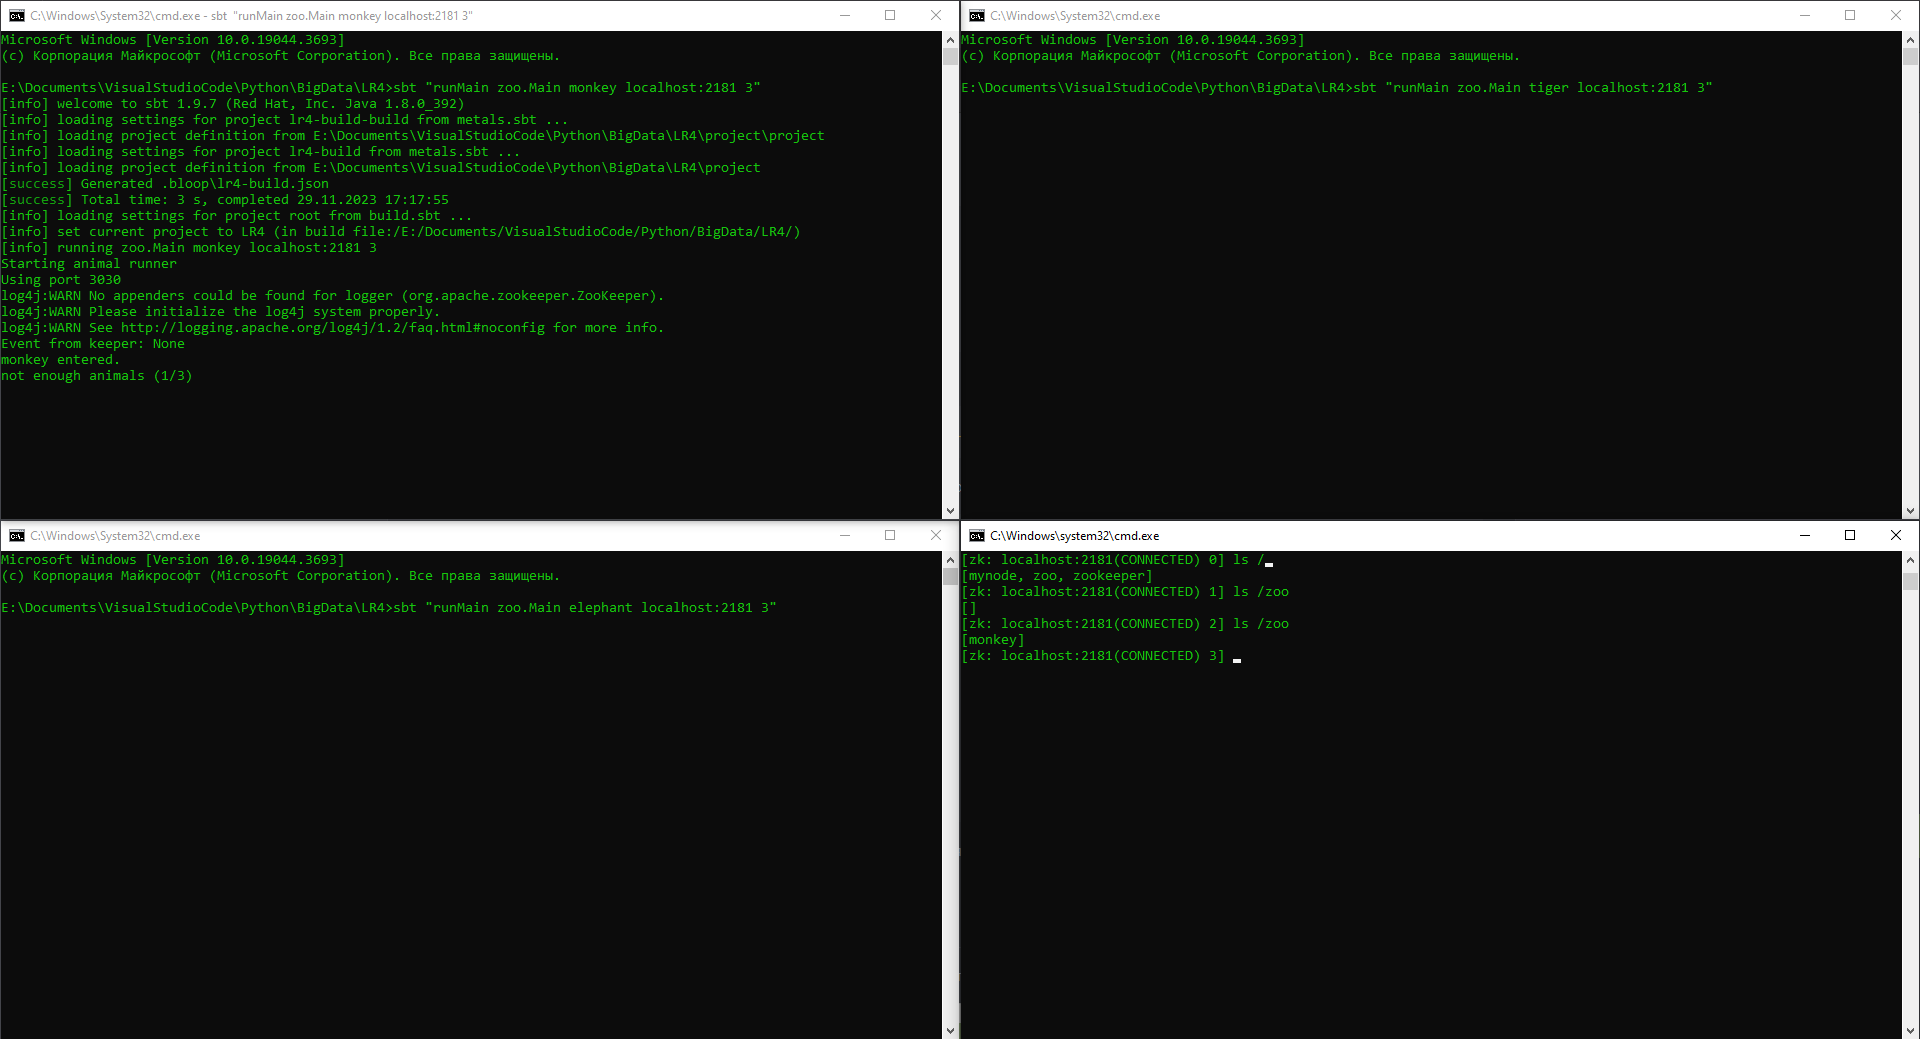 C:\Windows\System32\cmd.exe - sbt  "runMain zoo.Main monkey localhost:2181 3"
Microsoft Windows [Version 10.0.19044.3693]
(c) Корпорация Майкрософт (Microsoft Corporation). Все права защищены.
E:\Documents\VisualStudioCode\Python\BigData\LR4>sbt "runMain zoo.Main monkey localhost:2181 3"
[info] welcome to sbt 1.9.7 (Red Hat, Inc. Java 1.8.0_392)
[info] loading settings for project lr4-build-build from metals.sbt ...
[info] loading project definition from E:\Documents\VisualStudioCode\Python\BigData\LR4\project\project
[info] loading settings for project lr4-build from metals.sbt ...
[info] loading project definition from E:\Documents\VisualStudioCode\Python\BigData\LR4\project
[success] Generated .bloop\lr4-build.json
[success] Total time: 3 s, completed 29.11.2023 17:17:55
[info] loading settings for project root from build.sbt ...
[info] set current project to LR4 (in build file:/E:/Documents/VisualStudioCode/Python/BigData/LR4/)
[info] running zoo.Main monkey localhost:2181 3
Starting animal runner
Using port 3030
log4j:WARN No appenders could be found for logger (org.apache.zookeeper.ZooKeeper).
log4j:WARN Please initialize the log4j system properly.
log4j:WARN See http://logging.apache.org/log4j/1.2/faq.html#noconfig for more info.
Event from keeper: None
monkey entered.
not enough animals (1/3)
C:\Windows\System32\cmd.exe
Microsoft Windows [Version 10.0.19044.3693]
(c) Корпорация Майкрософт (Microsoft Corporation). Все права защищены.
E:\Documents\VisualStudioCode\Python\BigData\LR4>sbt "runMain zoo.Main tiger localhost:2181 3"
C:\Windows\System32\cmd.exe
Microsoft Windows [Version 10.0.19044.3693]
(c) Корпорация Майкрософт (Microsoft Corporation). Все права защищены.
E:\Documents\VisualStudioCode\Python\BigData\LR4>sbt "runMain zoo.Main elephant localhost:2181 3"
C:\Windows\system32\cmd.exe
[zk: localhost:2181(CONNECTED) 0] ls /
[mynode, zoo, zookeeper]
[zk: localhost:2181(CONNECTED) 1] ls /zoo
[]
[zk: localhost:2181(CONNECTED) 2] ls /zoo
[monkey]
[zk: localhost:2181(CONNECTED) 3]